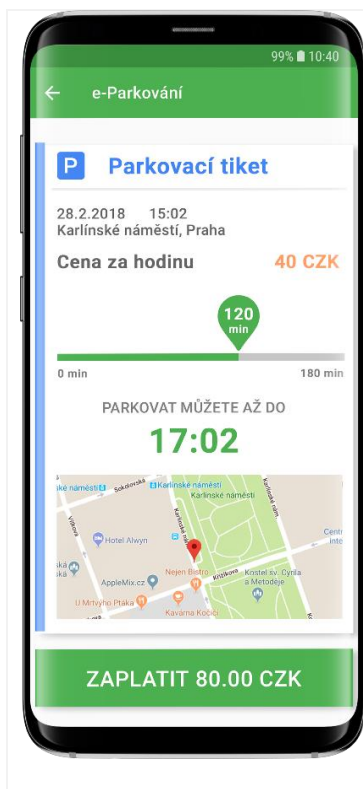 99% 10:40
e-Parkování
P Parkovací tiket
28.2.2018 15:02
Karlínské náměstí, Praha
Cena za hodinu 40 CZK
120
min
0 min 180 min
PARKOVAT MŮŽETE AŽ DO
17:02
náměstí
Sokolovská
Karlínské náměstí
Karlínské náměstí
Vítkova
Hotel Alwyn
Nejen Bistro
Křižíkova
Kostel sv. Cyrila
a Metoděje
AppleMix.cz
U Mrtvýho Ptáka
Kavárna Kočičí
ZAPLATIT 80.00 CZK